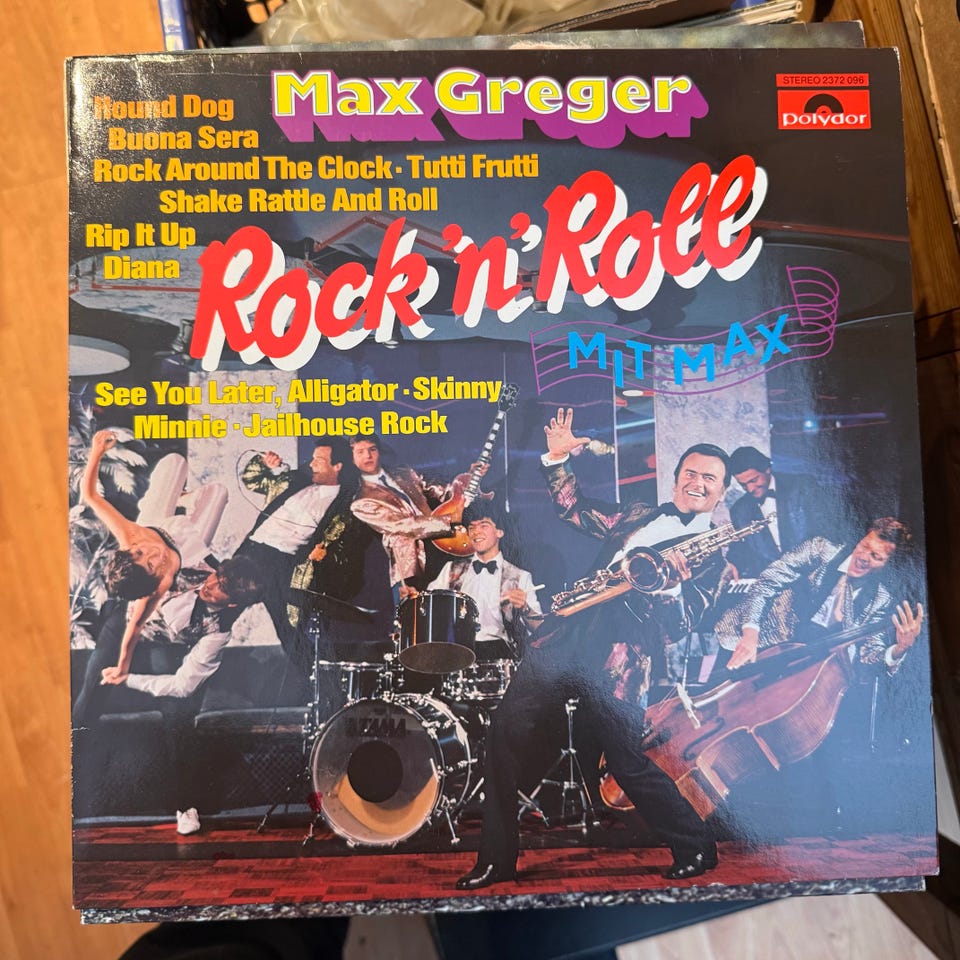 Max Greger
STEREO 2372 096
polydor
Hound Dog
Buona Sera
Rock Around The Clock · Tutti Frutti
Shake Rattle And Roll
Rip It Up
Diana
Rock 'n' Roll
MIT MAX
See You Later, Alligator · Skinny
Minnie · Jailhouse Rock
TAMA